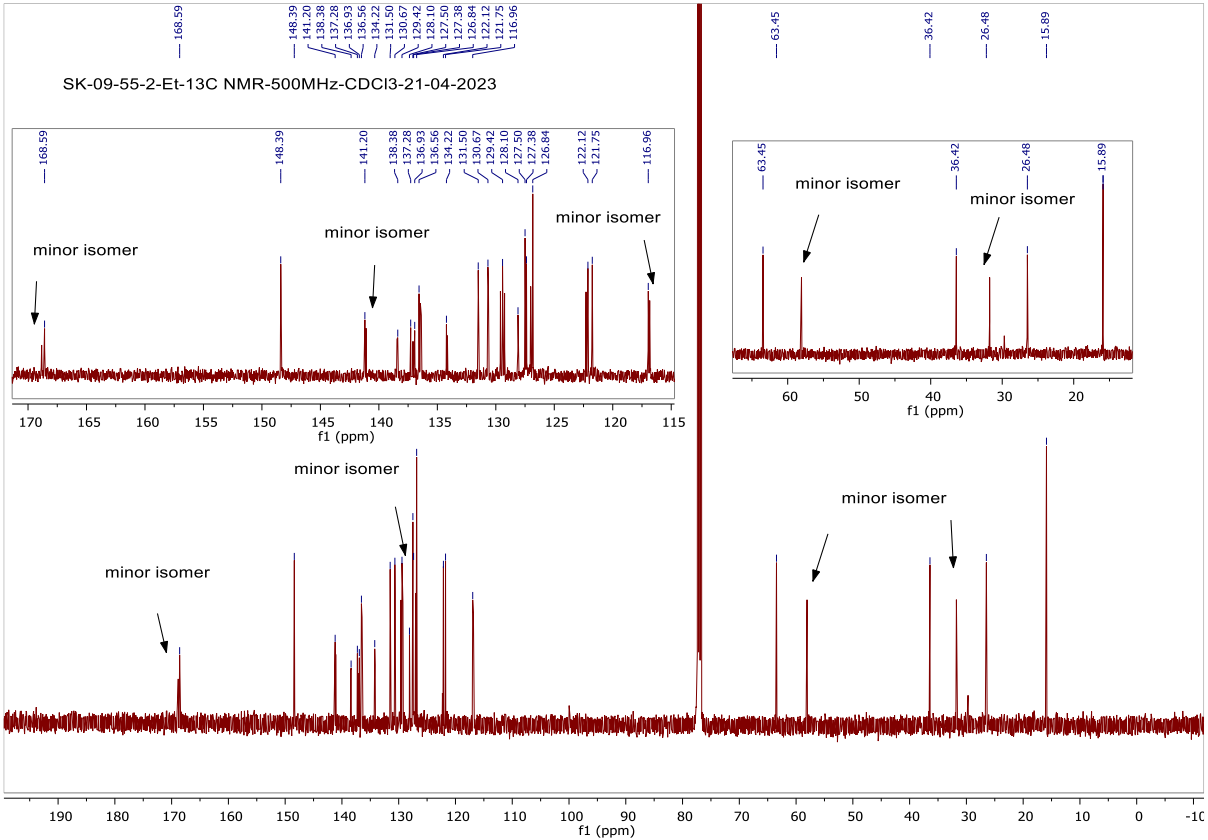 168.59
148.39
141.20
138.38
137.28
136.93
136.56
134.22
131.50
130.67
129.42
128.10
127.50
127.38
126.84
122.12
121.75
116.96
63.45
36.42
26.48
15.89
SK-09-55-2-Et-13C NMR-500MHz-CDCl3-21-04-2023
168.59
148.39
141.20
138.38
137.28
136.93
136.56
134.22
131.50
130.67
129.42
128.10
127.50
127.38
126.84
122.12
121.75
116.96
minor isomer
minor isomer
minor isomer
170 165 160 155 150 145 140 135 130 125 120 115
f1 (ppm)
63.45
36.42
26.48
15.89
minor isomer
minor isomer
60 50 40 30 20
f1 (ppm)
minor isomer
minor isomer
minor isomer
190 180 170 160 150 140 130 120 110 100 90 80 70 60 50 40 30 20 10 0 -10
f1 (ppm)